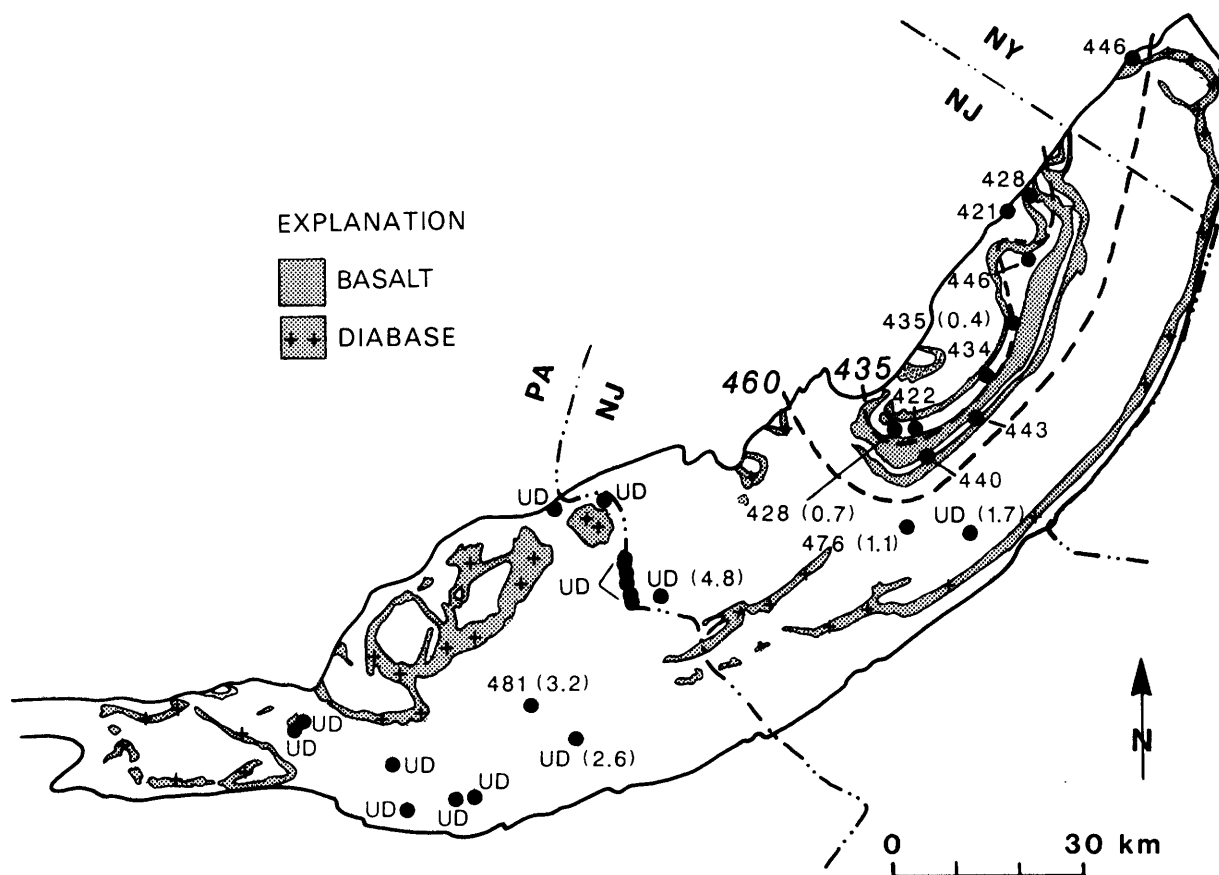 446
NY
NJ
428
421
EXPLANATION
BASALT
446
435 (0.4)
DIABASE
434
PA
NJ
460
435
422
443
440
UD
UD
428 (0.7)
UD (1.7)
476 (1.1)
UD
UD (4.8)
481 (3.2)
UD
UD
UD (2.6)
N
UD
UD
UD
UD
0 30 km